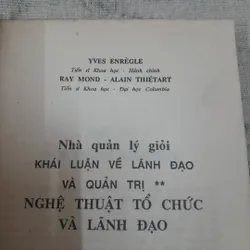 YVES ENRÈGLE
Tiến sĩ Khoa học - Hành chính
RAY MOND - ALAIN THIÉTART
Tiến sĩ Khoa học - Đại học Columbia
Nhà quản lý giỏi
KHÁI LUẬN VỀ LÃNH ĐẠO
VÀ QUẢN TRỊ **
NGHỆ THUẬT TỔ CHỨC
VÀ LÃNH ĐẠO